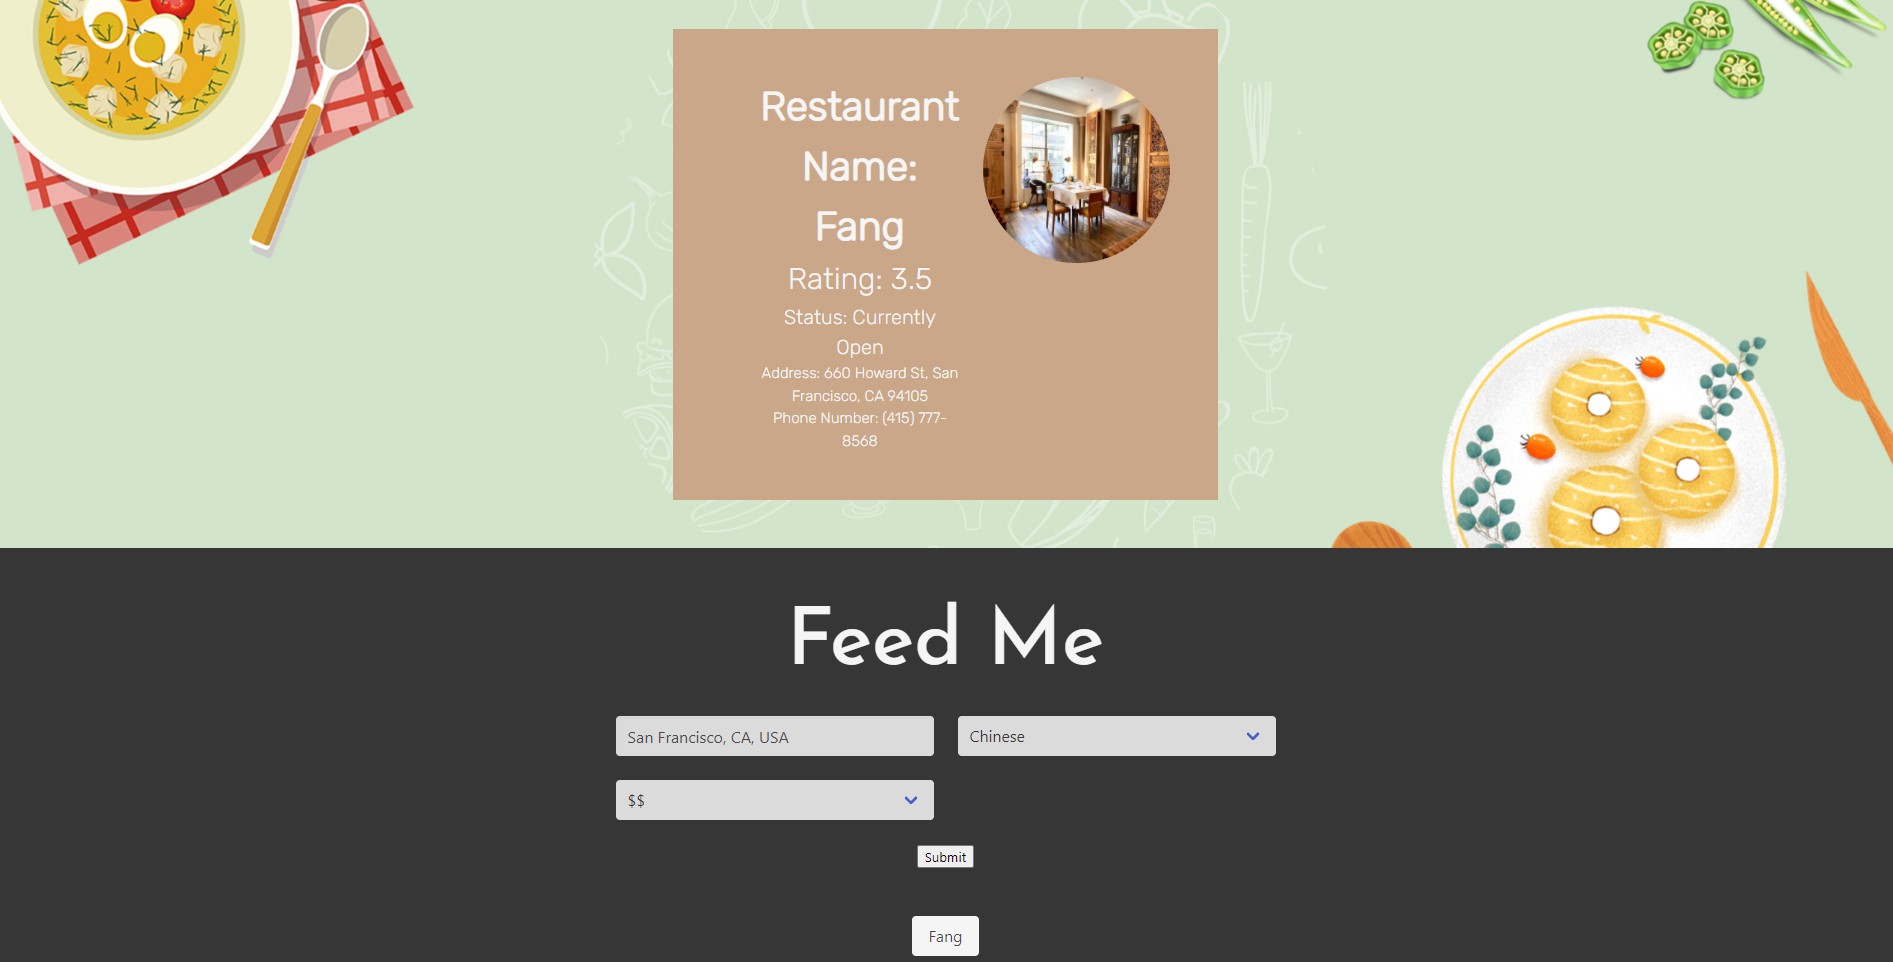 Restaurant
Name:
Fang
Rating: 3.5
Status: Currently
Open
Address: 660 Howard St, San
Francisco, CA 94105
Phone Number: (415) 777-
8568
Feed Me
San Francisco, CA, USA
Chinese
$$
Submit
Fang